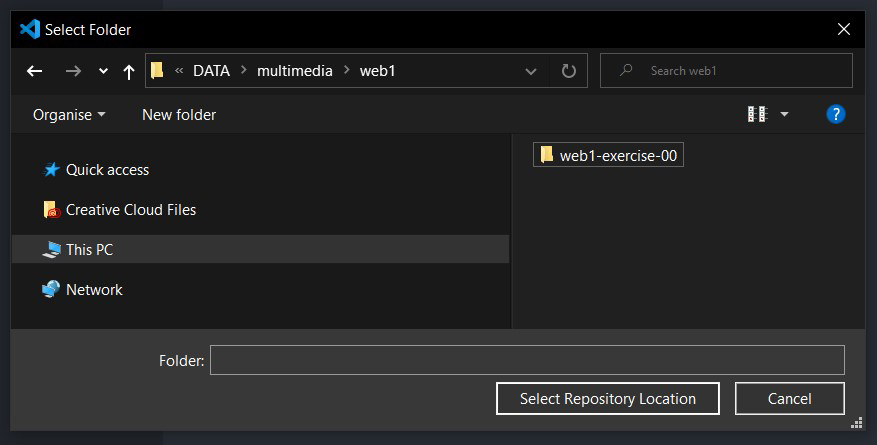 Select Folder
« DATA > multimedia > web1
Search web1
Organise
New folder
?
Quick access
web1-exercise-00
Creative Cloud Files
This PC
Network
Folder:
Select Repository Location
Cancel